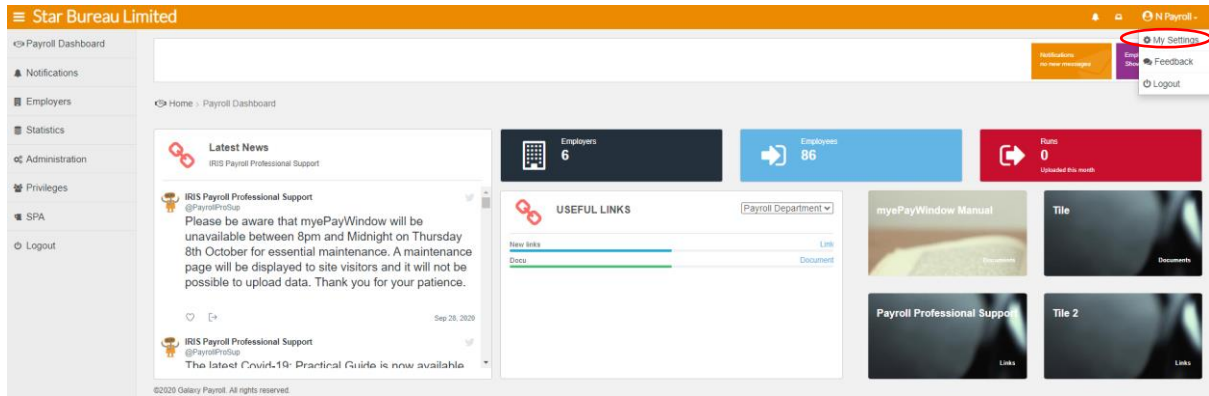 Star Bureau Limited
N Payroll
My Settings
Feedback
Logout
Payroll Dashboard
Notifications
Employers
Statistics
Administration
Privileges
SPA
Logout
Notifications
no new messages
Empl
Show
Home > Payroll Dashboard
Latest News
IRIS Payroll Professional Support
IRIS Payroll Professional Support
@PayrollProSup
Please be aware that myePayWindow will be
unavailable between 8pm and Midnight on Thursday
8th October for essential maintenance. A maintenance
page will be displayed to site visitors and it will not be
possible to upload data. Thank you for your patience.
Sep 28, 2020
IRIS Payroll Professional Support
@PayrollProSup
The latest Covid-19: Practical Guide is now available
Employers
6
Employees
86
Runs
0
Uploaded this month
USEFUL LINKS
Payroll Department
New links
Link
Docu
Document
myePayWindow Manual
Documents
Tile
Documents
Payroll Professional Support
Links
Tile 2
Links
©2020 Galaxy Payroll. All rights reserved.